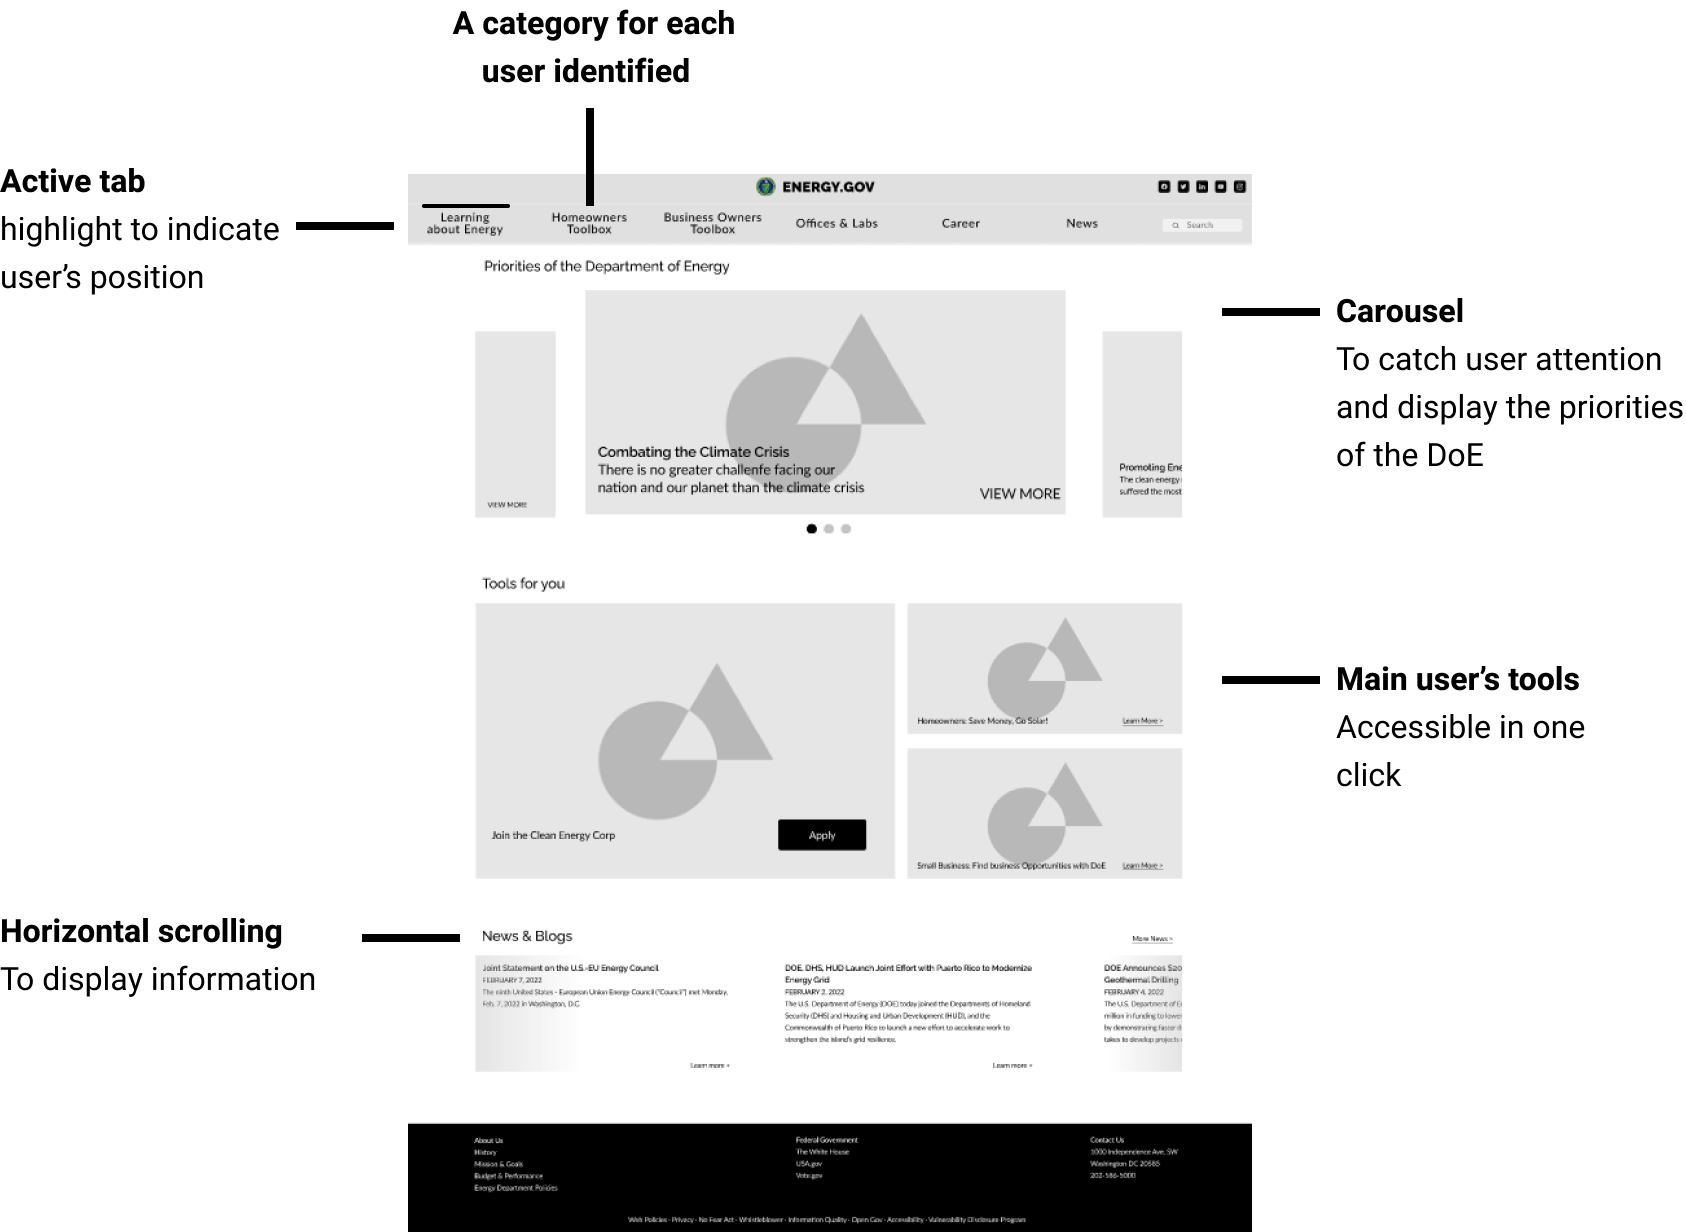 A category for each
user identified
Active tab
highlight to indicate
user's position
ENERGY.GOV
Learning
about Energy
Homeowners
Toolbox
Business Owners
Toolbox
Offices & Labs
Career
News
Search
Priorities of the Department of Energy
Carousel
To catch user attention
and display the priorities
of the DoE
VIEW MORE
Combating the Climate Crisis
There is no greater challenfe facing our
nation and our planet than the climate crisis
VIEW MORE
Promoting Ene
The clean energy
suffered the most
Tools for you
Join the Clean Energy Corp
Apply
Homeowners: Save Money, Go Solar!
Learn More >
Small Business: Find business Opportunities with DoE
Learn More >
Main user's tools
Accessible in one
click
Horizontal scrolling
To display information
News & Blogs
More News >
Joint Statement on the U.S.-EU Energy Council
FEBRUARY 7, 2022
The ninth United States - European Union Energy Council ("Council") met Monday,
Feb. 7, 2022 in Washington, D.C.
Learn more >
DOE, DHS, HUD Launch Joint Effort with Puerto Rico to Modernize
Energy Grid
FEBRUARY 2, 2022
The U.S. Department of Energy (DOE) today joined the Departments of Homeland
Security (DHS) and Housing and Urban Development (HUD), and the
Commonwealth of Puerto Rico to launch a new effort to accelerate work to
strengthen the island's grid resilience.
Learn more >
DOE Announces $20
Geothermal Drilling
FEBRUARY 4, 2022
The U.S. Department of E
million in funding to lower
by demonstrating faster d
takes to develop projects
About Us
History
Mission & Goals
Budget & Performance
Energy Department Policies
Federal Government
The White House
USA.gov
Vote.gov
Contact Us
1000 Independence Ave, SW
Washington DC 20585
202-586-5000
Web Policies · Privacy · No Fear Act · Whistleblower · Information Quality · Open Gov · Accessibility · Vulnerability Disclosure Program